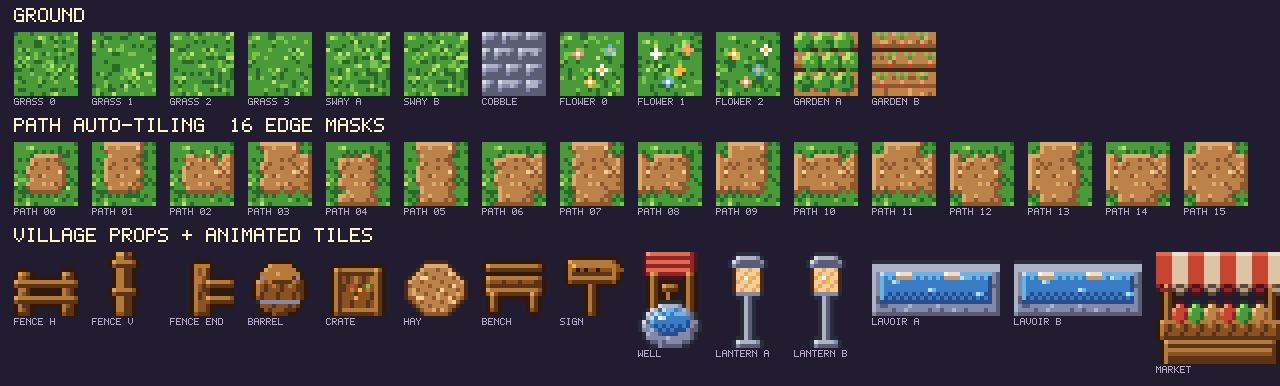 GROUND
GRASS 0 GRASS 1 GRASS 2 GRASS 3 SWAY A SWAY B COBBLE FLOWER 0 FLOWER 1 FLOWER 2 GARDEN A GARDEN B
PATH AUTO-TILING 16 EDGE MASKS
PATH 00 PATH 01 PATH 02 PATH 03 PATH 04 PATH 05 PATH 06 PATH 07 PATH 08 PATH 09 PATH 10 PATH 11 PATH 12 PATH 13 PATH 14 PATH 15
VILLAGE PROPS + ANIMATED TILES
FENCE H FENCE V FENCE END BARREL CRATE HAY BENCH SIGN LAVOIR A LAVOIR B
WELL LANTERN A LANTERN B
MARKET